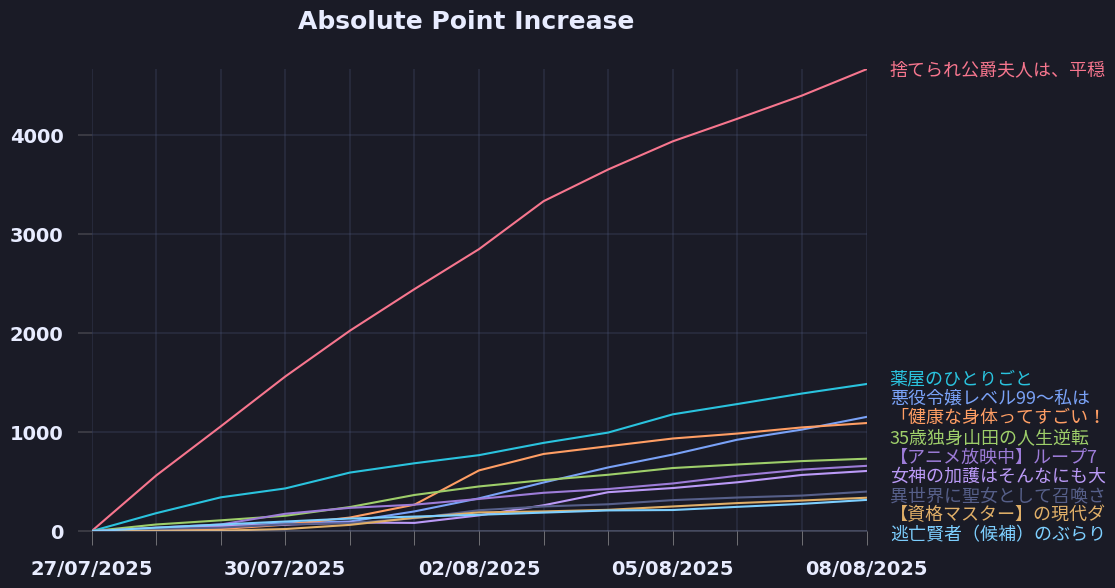 Absolute Point Increase
4000
3000
2000
1000
0
27/07/2025
30/07/2025
02/08/2025
05/08/2025
08/08/2025
捨てられ公爵夫人は、平穏
薬屋のひとりごと
悪役令嬢レベル99～私は
「健康な身体ってすごい！
35歳独身山田の人生逆転
【アニメ放映中】ループ7
女神の加護はそんなにも大
異世界に聖女として召喚さ
【資格マスター】の現代ダ
逃亡賢者（候補）のぶらり